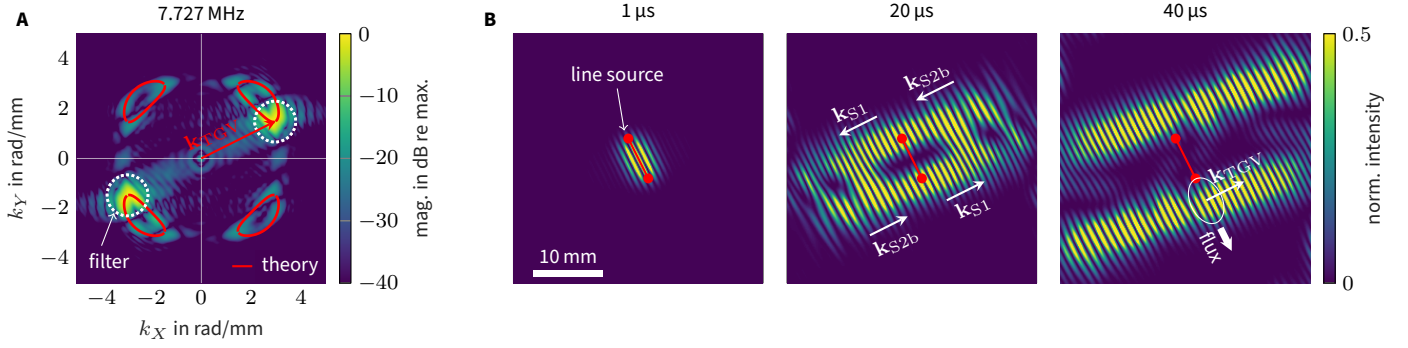 A
7.727 MHz
4
2
0
−2
−4
k_Y in rad/mm
−4
−2
0
2
4
k_X in rad/mm
k_TGV
filter
theory
0
−10
−20
−30
−40
mag. in dB re max.
B
1 µs
line source
10 mm
20 µs
k_S2b
k_S1
k_S1
k_S2b
40 µs
k_TGV
flux
0.5
0
norm. intensity